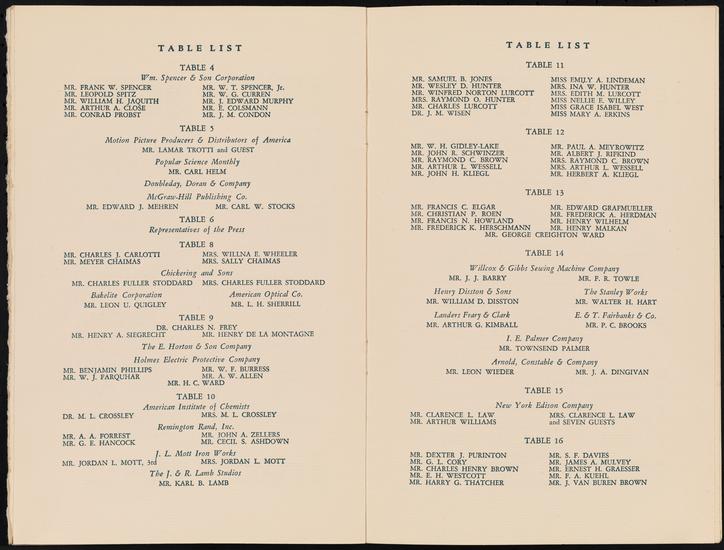 TABLE LIST
TABLE 4
Wm. Spencer & Son Corporation
MR. FRANK W. SPENCER MR. W. T. SPENCER, Jr.
MR. LEOPOLD SPITZ MR. W. G. CURREN
MR. WILLIAM H. JAQUITH MR. J. EDWARD MURPHY
MR. ARTHUR A. CLOSE MR. E. COLSMANN
MR. CONRAD PROBST MR. J. M. CONDON
TABLE 5
Motion Picture Producers & Distributors of America
MR. LAMAR TROTTI and GUEST
Popular Science Monthly
MR. CARL HELM
Doubleday, Doran & Company
McGraw-Hill Publishing Co.
MR. EDWARD J. MEHREN MR. CARL W. STOCKS
TABLE 6
Representatives of the Press
TABLE 8
MR. CHARLES J. CARLOTTI MRS. WILLNA E. WHEELER
MR. MEYER CHAIMAS MRS. SALLY CHAIMAS
Chickering and Sons
MR. CHARLES FULLER STODDARD MRS. CHARLES FULLER STODDARD
Bakelite Corporation American Optical Co.
MR. LEON U. QUIGLEY MR. L. H. SHERRILL
TABLE 9
DR. CHARLES N. FREY
MR. HENRY A. SIEGRECHT MR. HENRY DE LA MONTAGNE
The E. Horton & Son Company
Holmes Electric Protective Company
MR. BENJAMIN PHILLIPS MR. W. F. BURRESS
MR. W. J. FARQUHAR MR. A. W. ALLEN
MR. H. C. WARD
TABLE 10
American Institute of Chemists
DR. M. L. CROSSLEY MRS. M. L. CROSSLEY
Remington Rand, Inc.
MR. A. A. FORREST MR. JOHN A. ZELLERS
MR. G. E. HANCOCK MR. CECIL S. ASHDOWN
J. L. Mott Iron Works
MR. JORDAN L. MOTT, 3rd MRS. JORDAN L. MOTT
The J. & R. Lamb Studios
MR. KARL B. LAMB
TABLE LIST
TABLE 11
MR. SAMUEL B. JONES MISS EMILY A. LINDEMAN
MR. WESLEY D. HUNTER MRS. INA W. HUNTER
MR. WINFRED NORTON LURCOTT MRS. EDITH M. LURCOTT
MRS. RAYMOND O. HUNTER MISS NELLIE E. WILLEY
MR. CHARLES LURCOTT MISS GRACE ISABEL WEST
DR. J. M. WISEN MISS MARY A. ERKINS
TABLE 12
MR. W. H. GIDLEY-LAKE MR. PAUL A. MEYROWITZ
MR. JOHN R. SCHWINZER MR. ALBERT J. RIFKIND
MR. RAYMOND C. BROWN MRS. RAYMOND C. BROWN
MR. ARTHUR L. WESSELL MRS. ARTHUR L. WESSELL
MR. JOHN H. KLIEGL MR. HERBERT A. KLIEGL
TABLE 13
MR. FRANCIS C. ELGAR MR. EDWARD GRAFMUELLER
MR. CHRISTIAN P. ROEN MR. FREDERICK A. HERDMAN
MR. FRANCIS N. HOWLAND MR. HENRY WILHELM
MR. FREDERICK K. HERSCHMANN MR. HENRY MALKAN
MR. GEORGE CREIGHTON WARD
TABLE 14
Willcox & Gibbs Sewing Machine Company
MR. J. J. BARRY MR. F. R. TOWLE
Henry Disston & Sons The Stanley Works
MR. WILLIAM D. DISSTON MR. WALTER H. HART
Landers Frary & Clark E. & T. Fairbanks & Co.
MR. ARTHUR G. KIMBALL MR. P. C. BROOKS
I. E. Palmer Company
MR. TOWNSEND PALMER
Arnold, Constable & Company
MR. LEON WIEDER MR. J. A. DINGIVAN
TABLE 15
New York Edison Company
MR. CLARENCE L. LAW MRS. CLARENCE L. LAW
MR. ARTHUR WILLIAMS and SEVEN GUESTS
TABLE 16
MR. DEXTER J. PURINTON MR. S. F. DAVIES
MR. G. L. CORY MR. JAMES A. MULVEY
MR. CHARLES HENRY BROWN MR. ERNEST H. GRAESSER
MR. E. H. WESTCOTT MR. F. A. KUEHL
MR. HARRY G. THATCHER MR. J. VAN BUREN BROWN